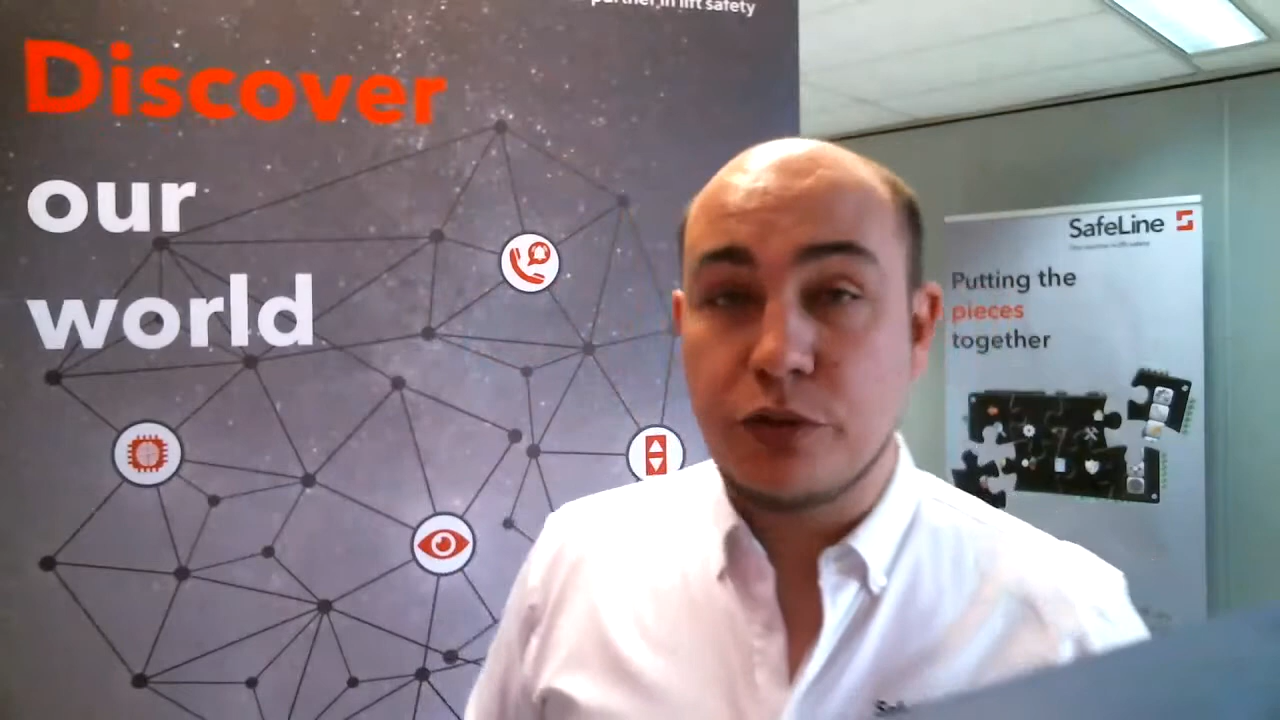 partner in lift safety
Discover
our
world
SafeLine
Putting the
pieces
together